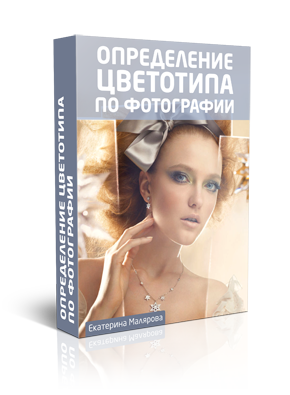 ОПРЕДЕЛЕНИЕ
ЦВЕТОТИПА
ПО ФОТОГРАФИИ
Екатерина Малярова
ОПРЕДЕЛЕНИЕ ЦВЕТОТИПА
ПО ФОТОГРАФИИ